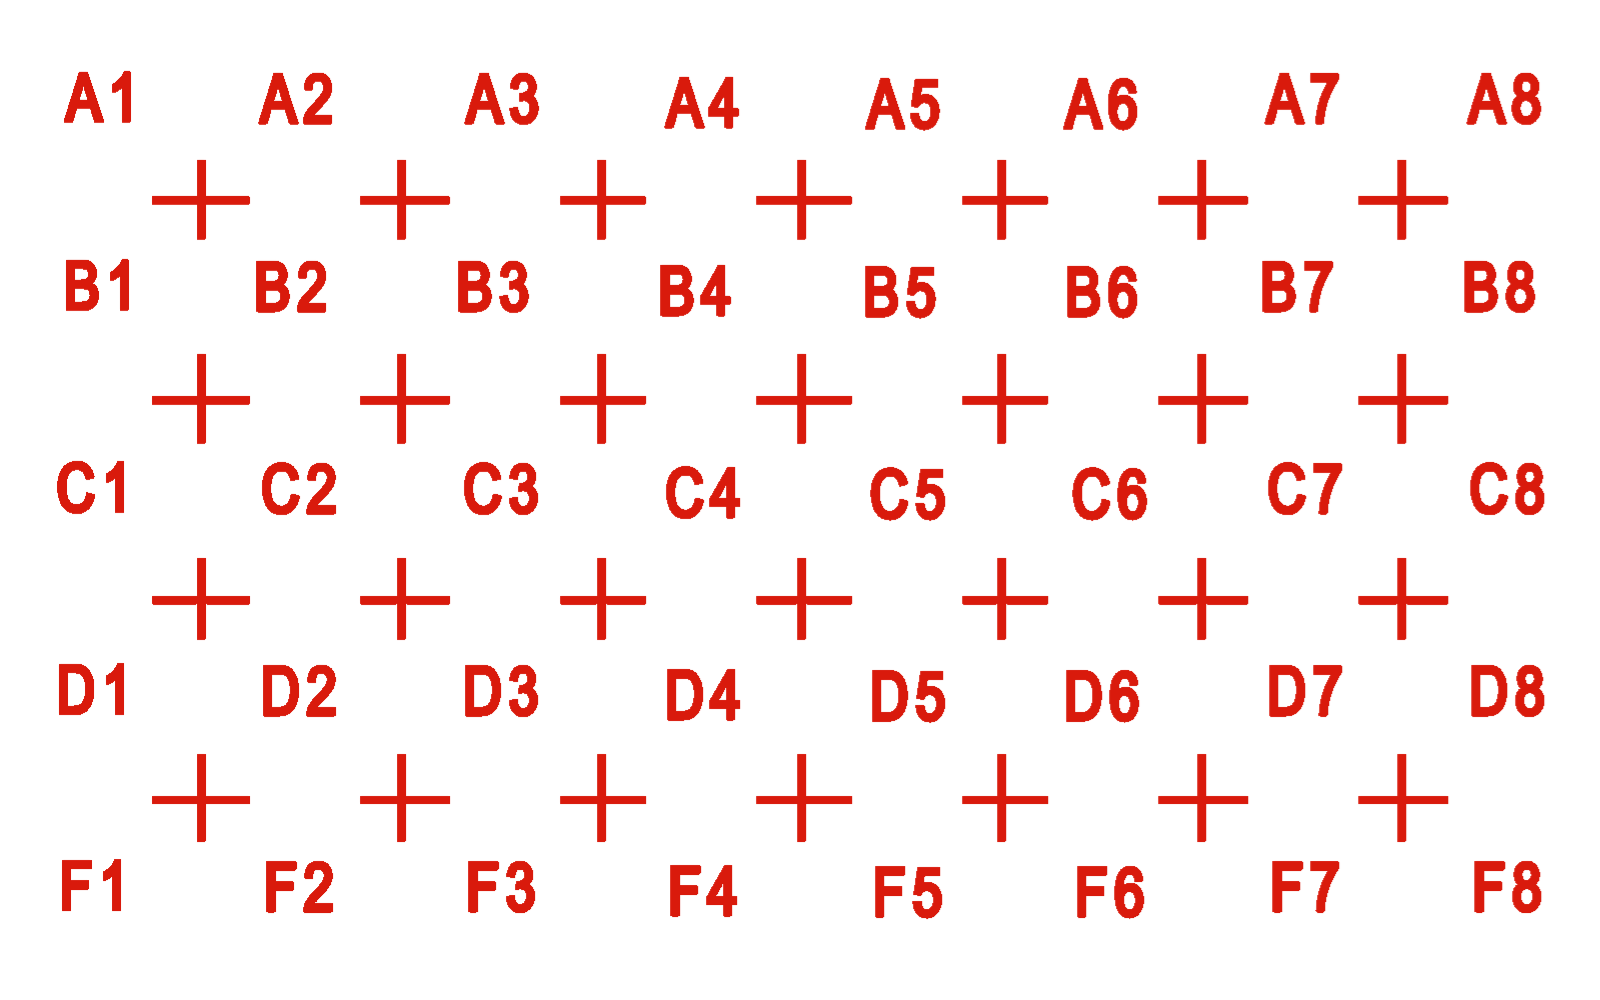 A1 A2 A3 A4 A5 A6 A7 A8
B1 B2 B3 B4 B5 B6 B7 B8
C1 C2 C3 C4 C5 C6 C7 C8
D1 D2 D3 D4 D5 D6 D7 D8
F1 F2 F3 F4 F5 F6 F7 F8